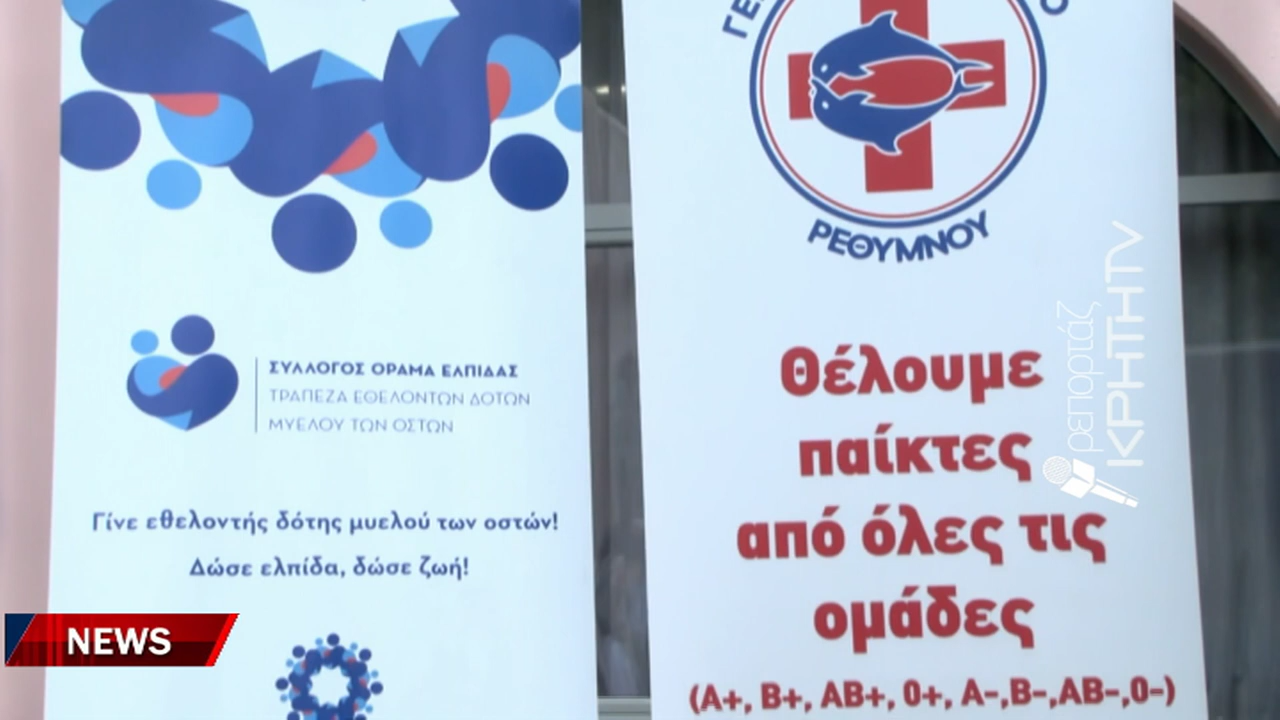 ΣΥΛΛΟΓΟΣ ΟΡΑΜΑ ΕΛΠΙΔΑΣ
ΤΡΑΠΕΖΑ ΕΘΕΛΟΝΤΩΝ ΔΟΤΩΝ
ΜΥΕΛΟΥ ΤΩΝ ΟΣΤΩΝ
Γίνε εθελοντής δότης μυελού των οστών!
Δώσε ελπίδα, δώσε ζωή!
ΡΕΘΥΜΝΟΥ
Θέλουμε
παίκτες
από όλες τις
ομάδες
(A+, B+, AB+, 0+, A-,B-,AB-,0-)
ρεπορτάζ
ΚΡΗΤΗ TV
NEWS